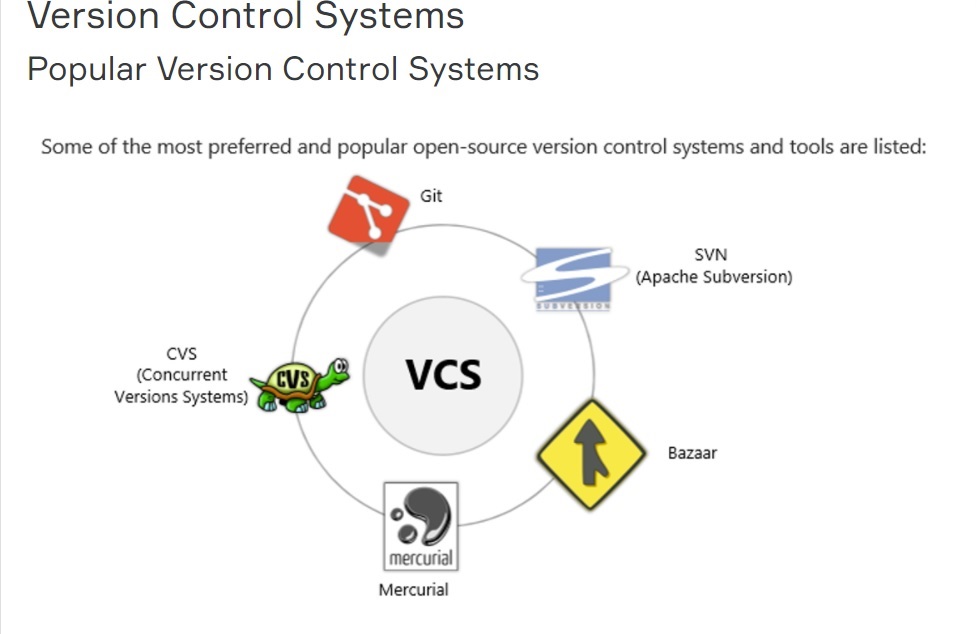 Version Control Systems
Popular Version Control Systems
Some of the most preferred and popular open-source version control systems and tools are listed:
Git
SVN
(Apache Subversion)
SUBVERSION
CVS
(Concurrent
Versions Systems)
CVS
VCS
Bazaar
mercurial
Mercurial